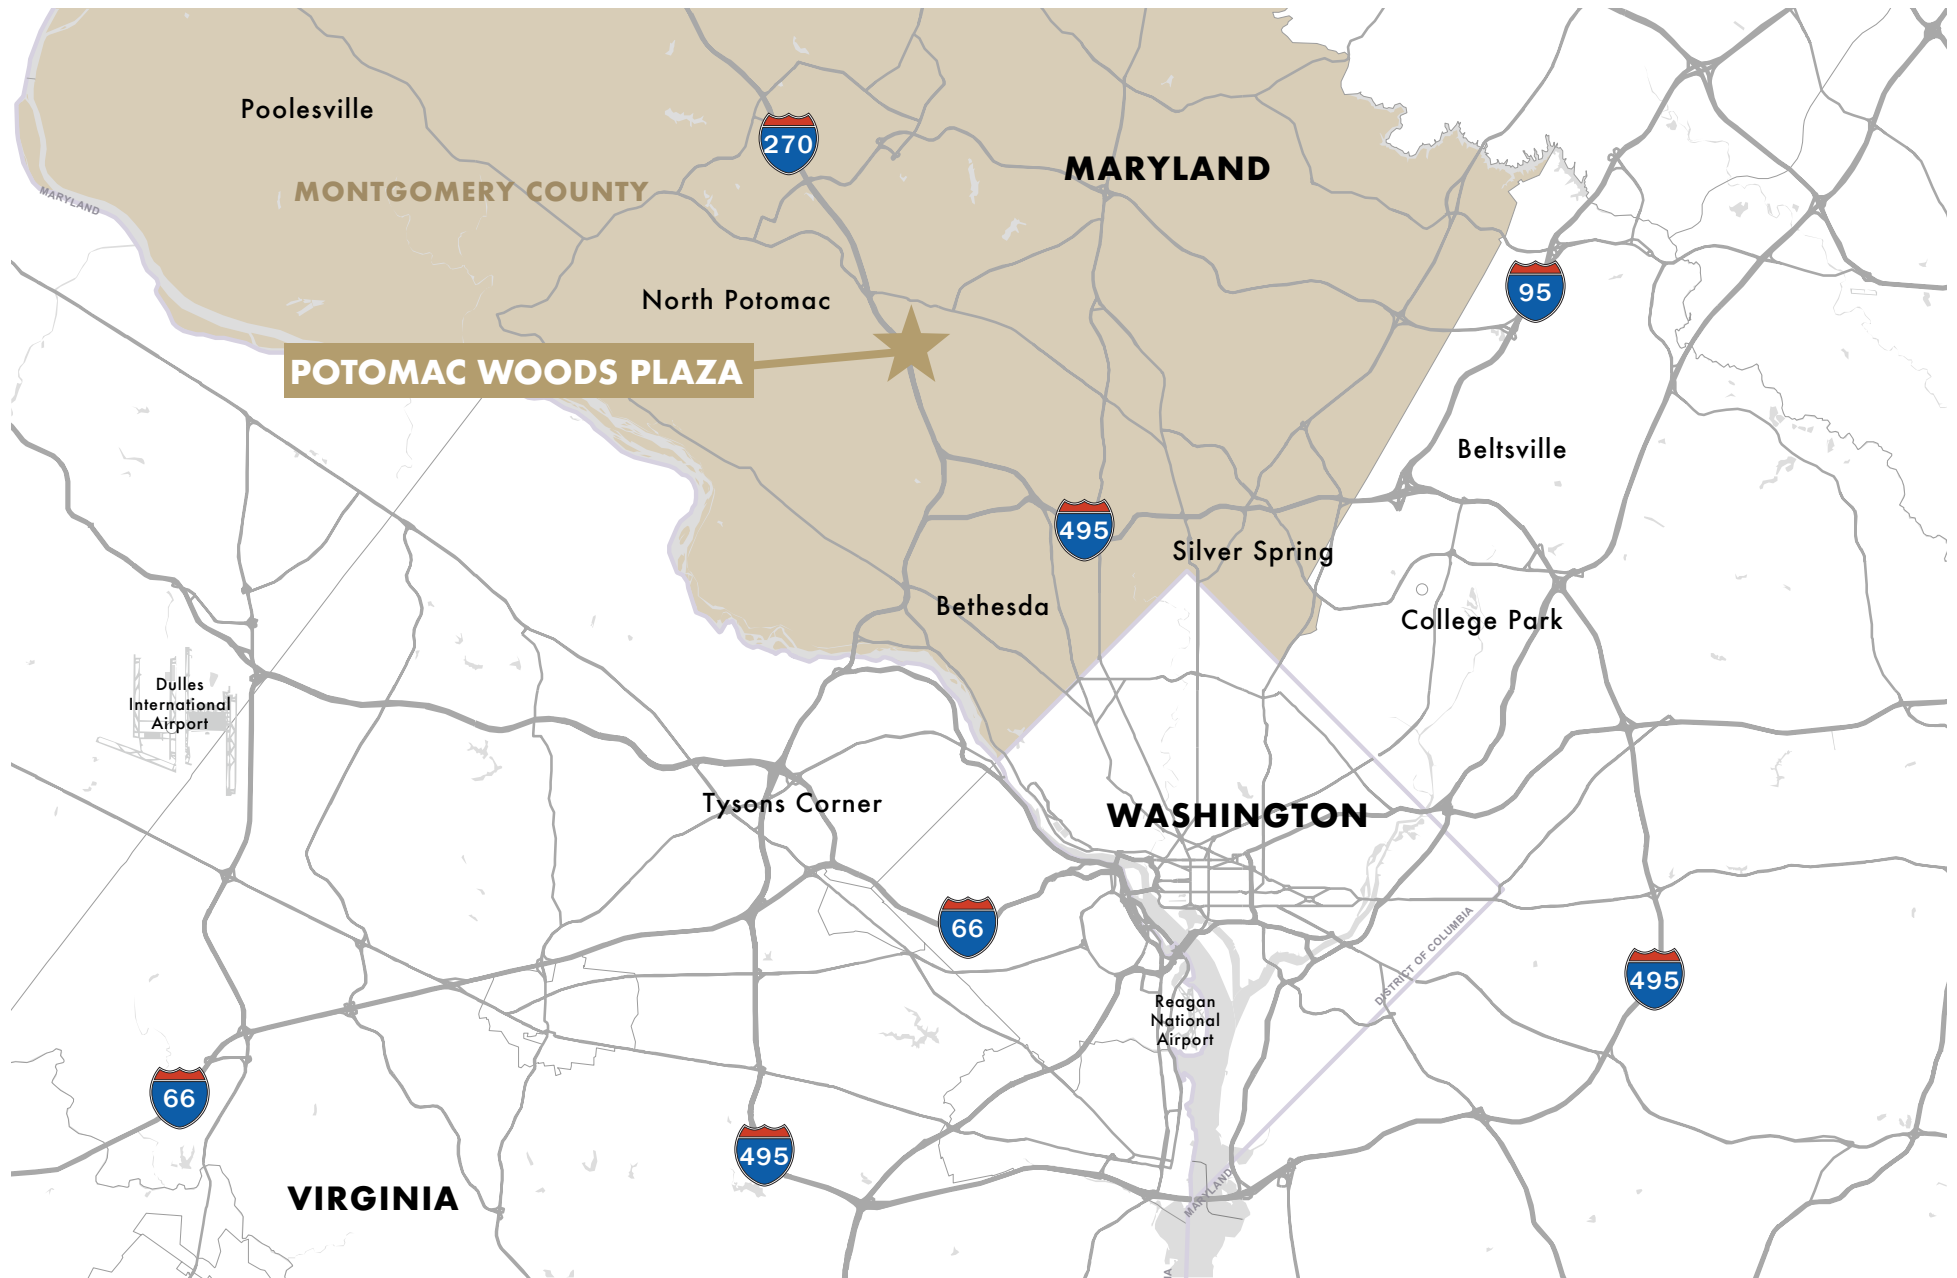 Poolesville
270
MARYLAND
MONTGOMERY COUNTY
MARYLAND
95
North Potomac
POTOMAC WOODS PLAZA
Beltsville
495
Silver Spring
Bethesda
College Park
Dulles
International
Airport
Tysons Corner
WASHINGTON
66
DISTRICT OF COLUMBIA
495
Reagan
National
Airport
66
495
VIRGINIA
MARYLAND